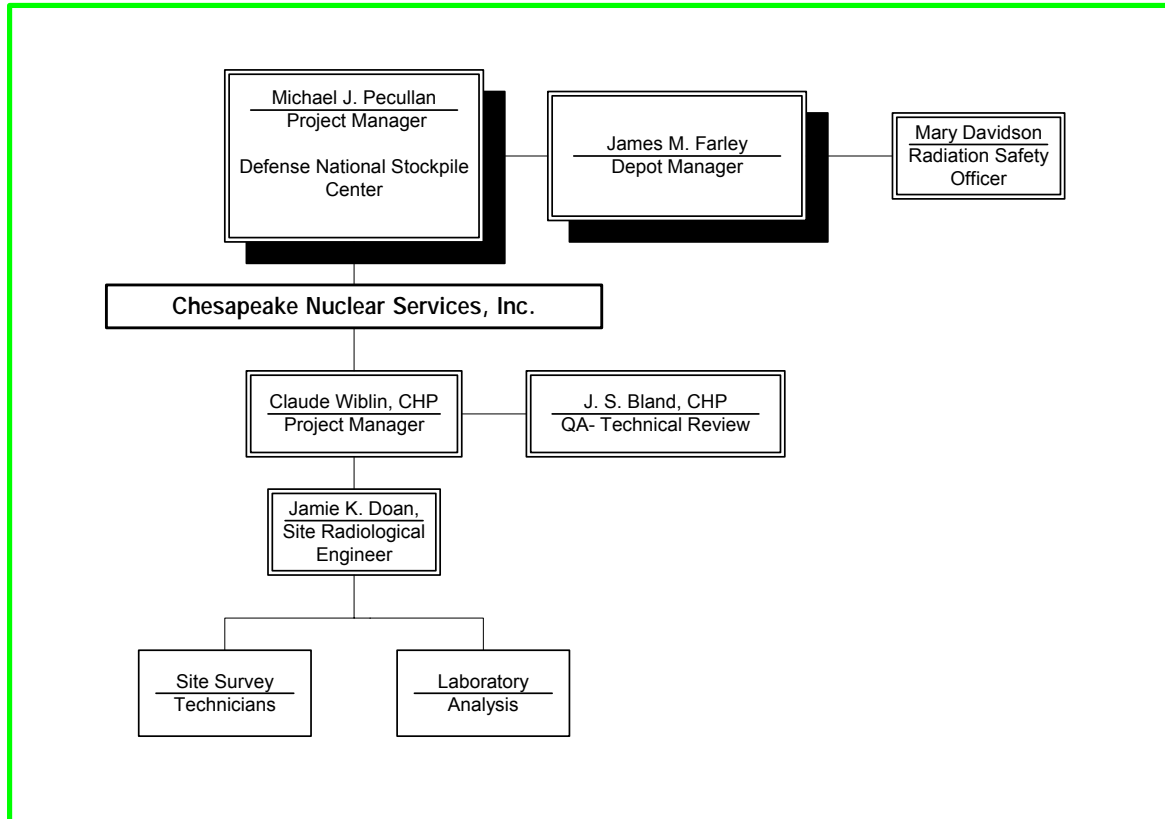 Michael J. Pecullan
Project Manager
Defense National Stockpile
Center
James M. Farley
Depot Manager
Mary Davidson
Radiation Safety
Officer
Chesapeake Nuclear Services, Inc.
Claude Wiblin, CHP
Project Manager
J. S. Bland, CHP
QA- Technical Review
Jamie K. Doan,
Site Radiological
Engineer
Site Survey
Technicians
Laboratory
Analysis